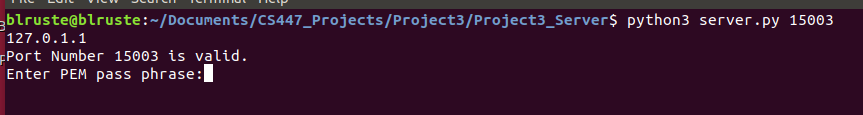 File Edit View Search Terminal Help
blruste@blruste:~/Documents/CS447_Projects/Project3/Project3_Server$ python3 server.py 15003
127.0.1.1
Port Number 15003 is valid.
Enter PEM pass phrase: